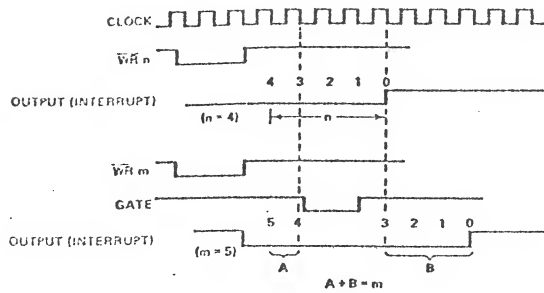 CLOCK
WR n
4 3 2 1 0
OUTPUT (INTERRUPT)
(n = 4) n
WR m
GATE
5 4 3 2 1 0
OUTPUT (INTERRUPT)
(m = 5)
A B
A + B = m